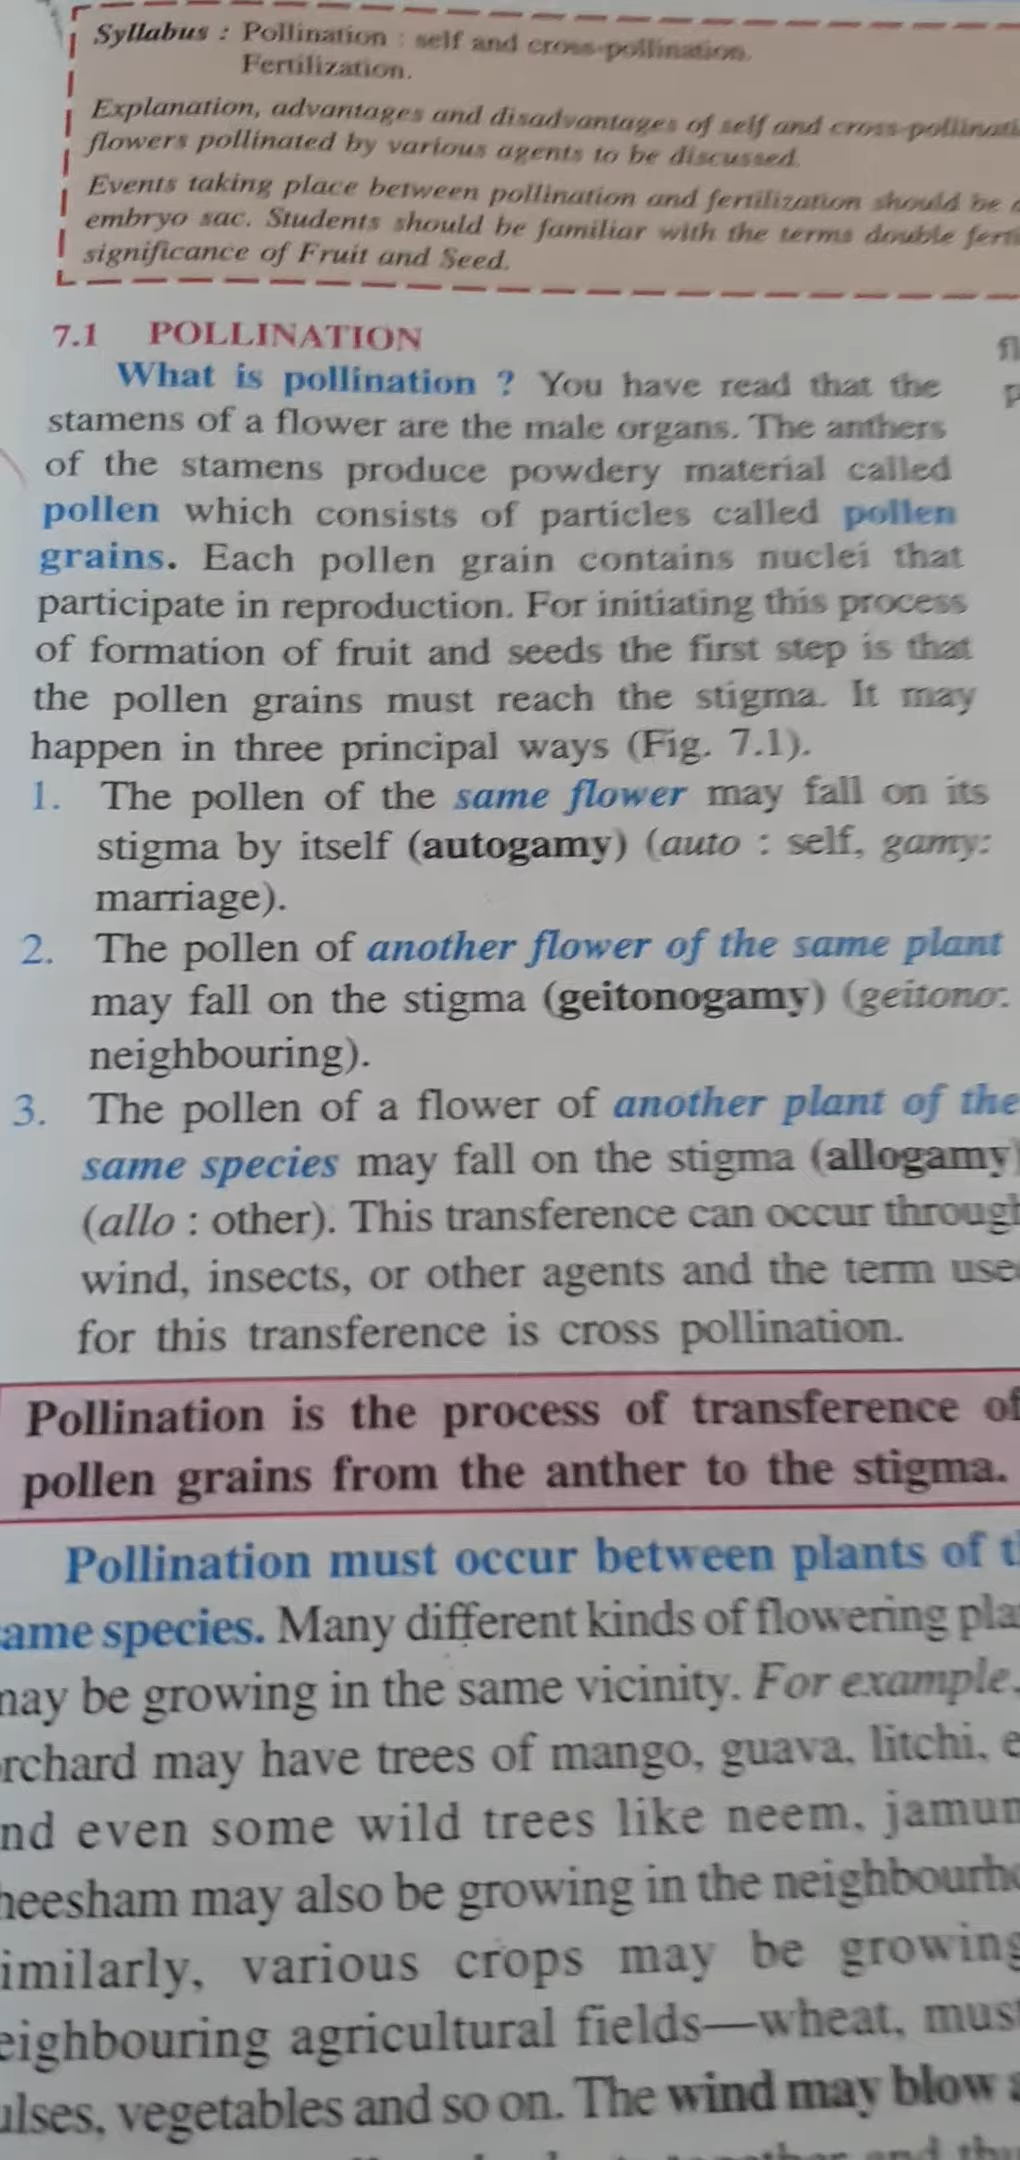 Syllabus : Pollination : self and cross-pollination.
Fertilization.
Explanation, advantages and disadvantages of self and cross-pollinati
flowers pollinated by various agents to be discussed.
Events taking place between pollination and fertilization should be
embryo sac. Students should be familiar with the terms double ferti
significance of Fruit and Seed.
7.1 POLLINATION
What is pollination ? You have read that the
stamens of a flower are the male organs. The anthers
of the stamens produce powdery material called
pollen which consists of particles called pollen
grains. Each pollen grain contains nuclei that
participate in reproduction. For initiating this process
of formation of fruit and seeds the first step is that
the pollen grains must reach the stigma. It may
happen in three principal ways (Fig. 7.1).
1. The pollen of the same flower may fall on its
stigma by itself (autogamy) (auto : self, gamy:
marriage).
2. The pollen of another flower of the same plant
may fall on the stigma (geitonogamy) (geitono:
neighbouring).
3. The pollen of a flower of another plant of the
same species may fall on the stigma (allogamy)
(allo : other). This transference can occur through
wind, insects, or other agents and the term use
for this transference is cross pollination.
Pollination is the process of transference of
pollen grains from the anther to the stigma.
Pollination must occur between plants of t
ame species. Many different kinds of flowering pla
may be growing in the same vicinity. For example,
rchard may have trees of mango, guava, litchi, e
nd even some wild trees like neem, jamun
heesham may also be growing in the neighbourho
imilarly, various crops may be growing
eighbouring agricultural fields—wheat, must
ulses, vegetables and so on. The wind may blow